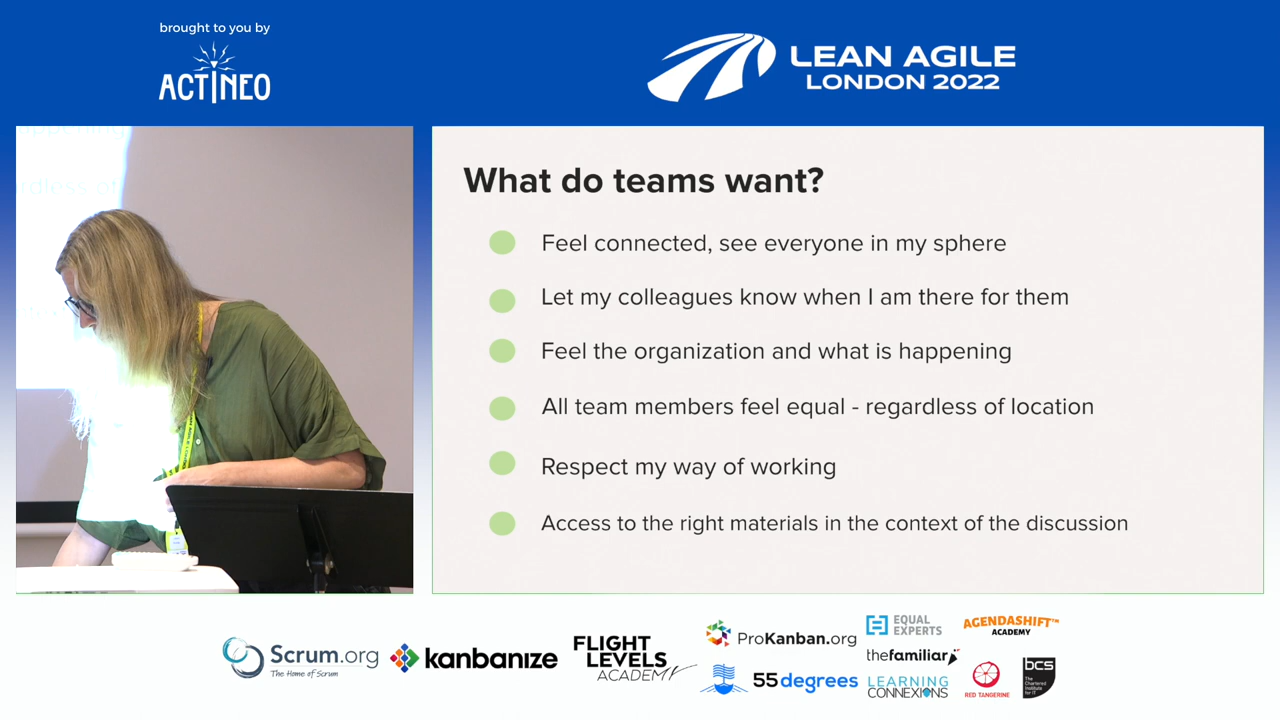 brought to you by
ACTINEO
LEAN AGILE
LONDON 2022
What do teams want?
Feel connected, see everyone in my sphere
Let my colleagues know when I am there for them
Feel the organization and what is happening
All team members feel equal - regardless of location
Respect my way of working
Access to the right materials in the context of the discussion
Scrum.org
The Home of Scrum
kanbanize
FLIGHT
LEVELS
ACADEMY
ProKanban.org
55degrees
EQUAL
EXPERTS
thefamiliar
LEARNING
CONNEXIONS
AGENDASHIFT™
ACADEMY
RED TANGERINE
bcs
The
Chartered
Institute
for IT